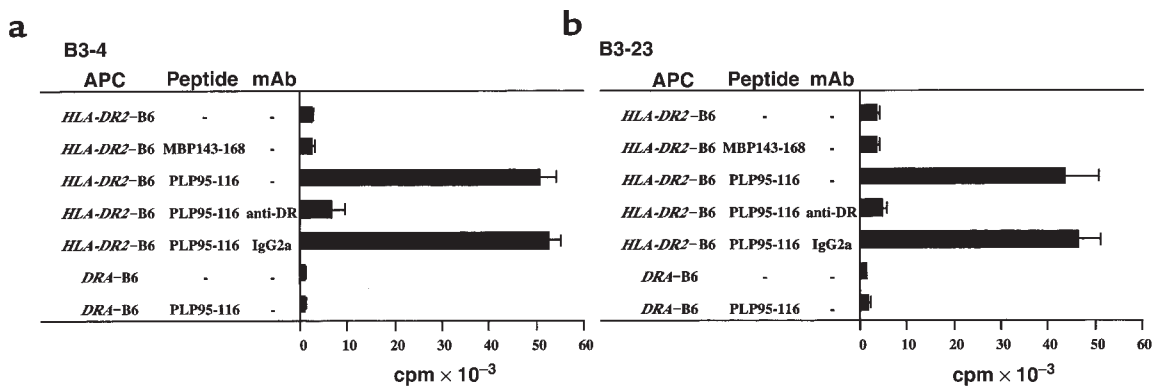 a
B3-4
APC Peptide mAb
HLA-DR2-B6 - -
HLA-DR2-B6 MBP143-168 -
HLA-DR2-B6 PLP95-116 -
HLA-DR2-B6 PLP95-116 anti-DR
HLA-DR2-B6 PLP95-116 IgG2a
DRA-B6 - -
DRA-B6 PLP95-116 -
0 10 20 30 40 50 60
cpm × 10⁻³
b
B3-23
APC Peptide mAb
HLA-DR2-B6 - -
HLA-DR2-B6 MBP143-168 -
HLA-DR2-B6 PLP95-116 -
HLA-DR2-B6 PLP95-116 anti-DR
HLA-DR2-B6 PLP95-116 IgG2a
DRA-B6 - -
DRA-B6 PLP95-116 -
0 10 20 30 40 50 60
cpm × 10⁻³